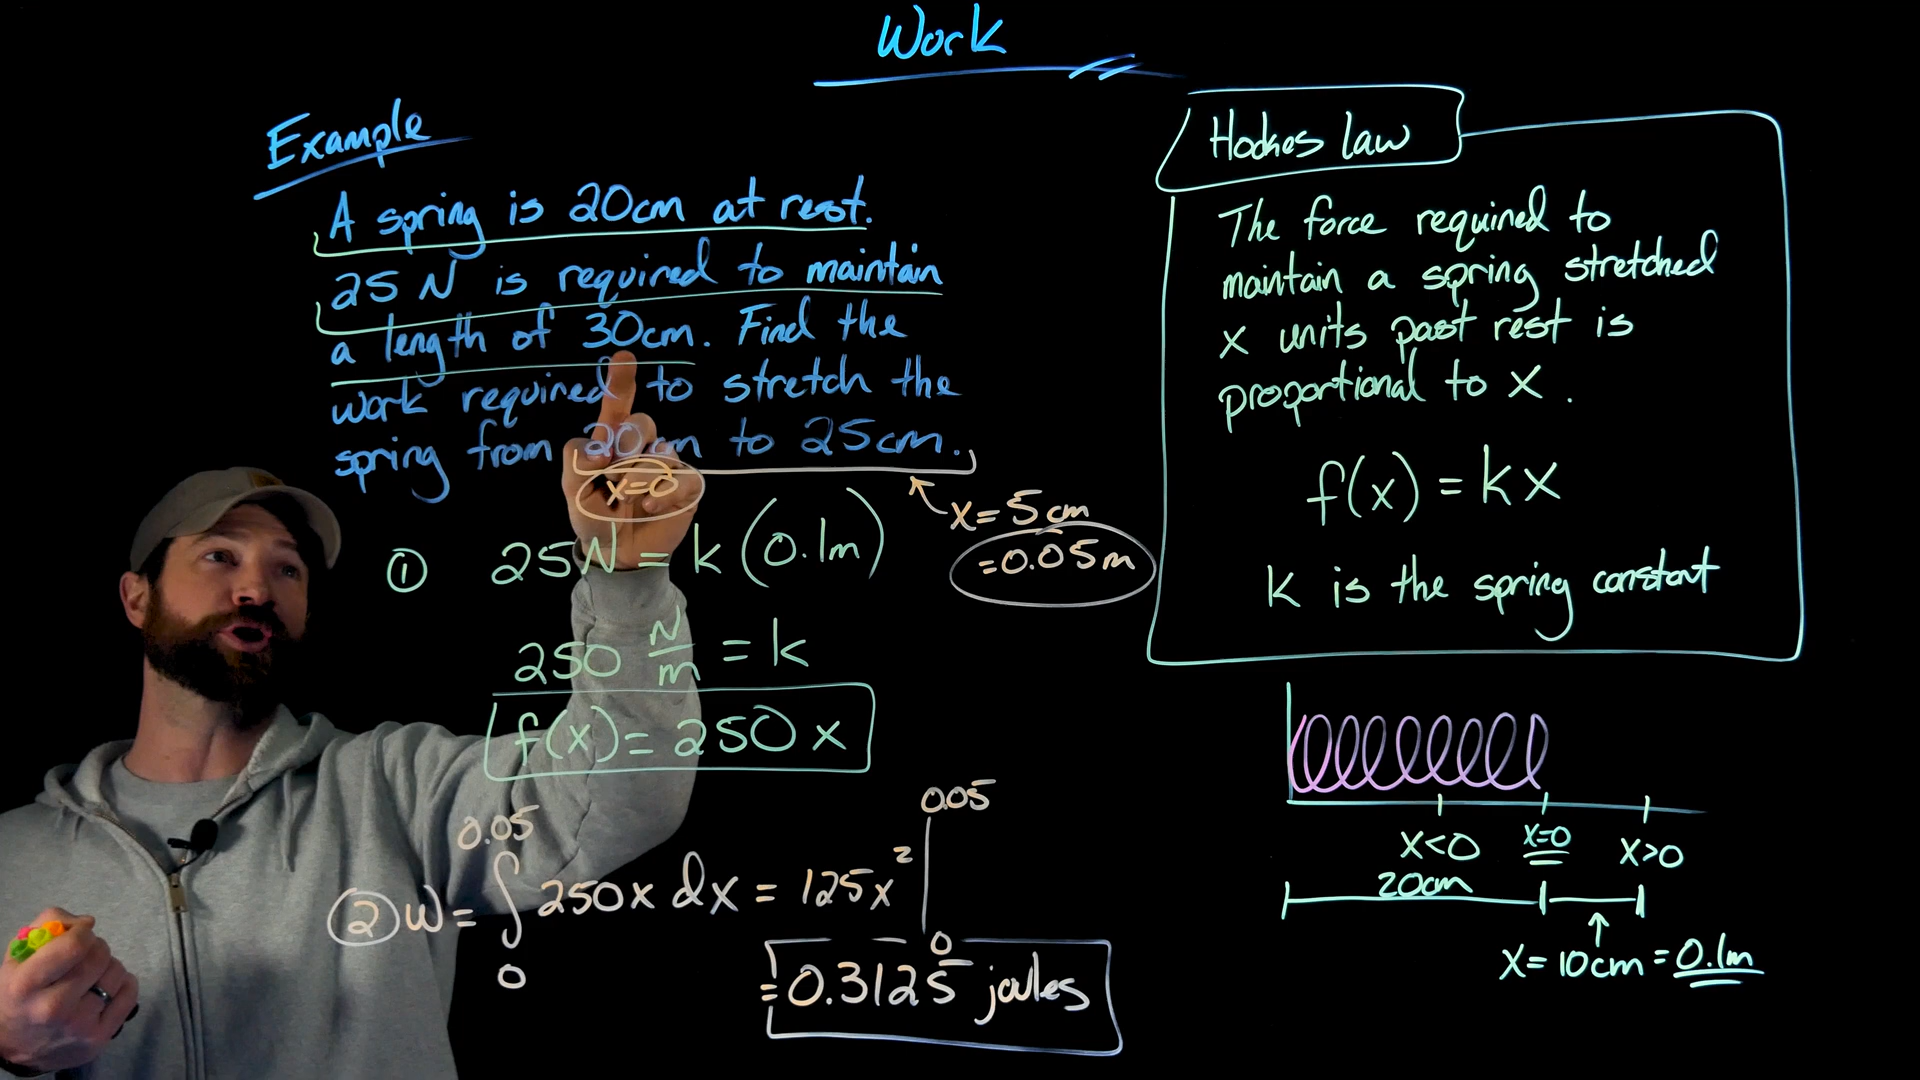 Work
Example
A spring is 20cm at rest.
25 N is required to maintain
a length of 30cm. Find the
work required to stretch the
spring from 20cm to 25cm.
x=0
x = 5cm
=0.05m
① 25N = k (0.1m)
250 N/m = k
f(x) = 250 x
② W = ∫ 0 0.05 250x dx = 125x² | 0 0.05
= 0.3125 joules
Hookes law
The force required to
maintain a spring stretched
x units past rest is
proportional to x.
f(x) = kx
k is the spring constant
x<0 x=0 x>0
20cm
x= 10cm = 0.1m